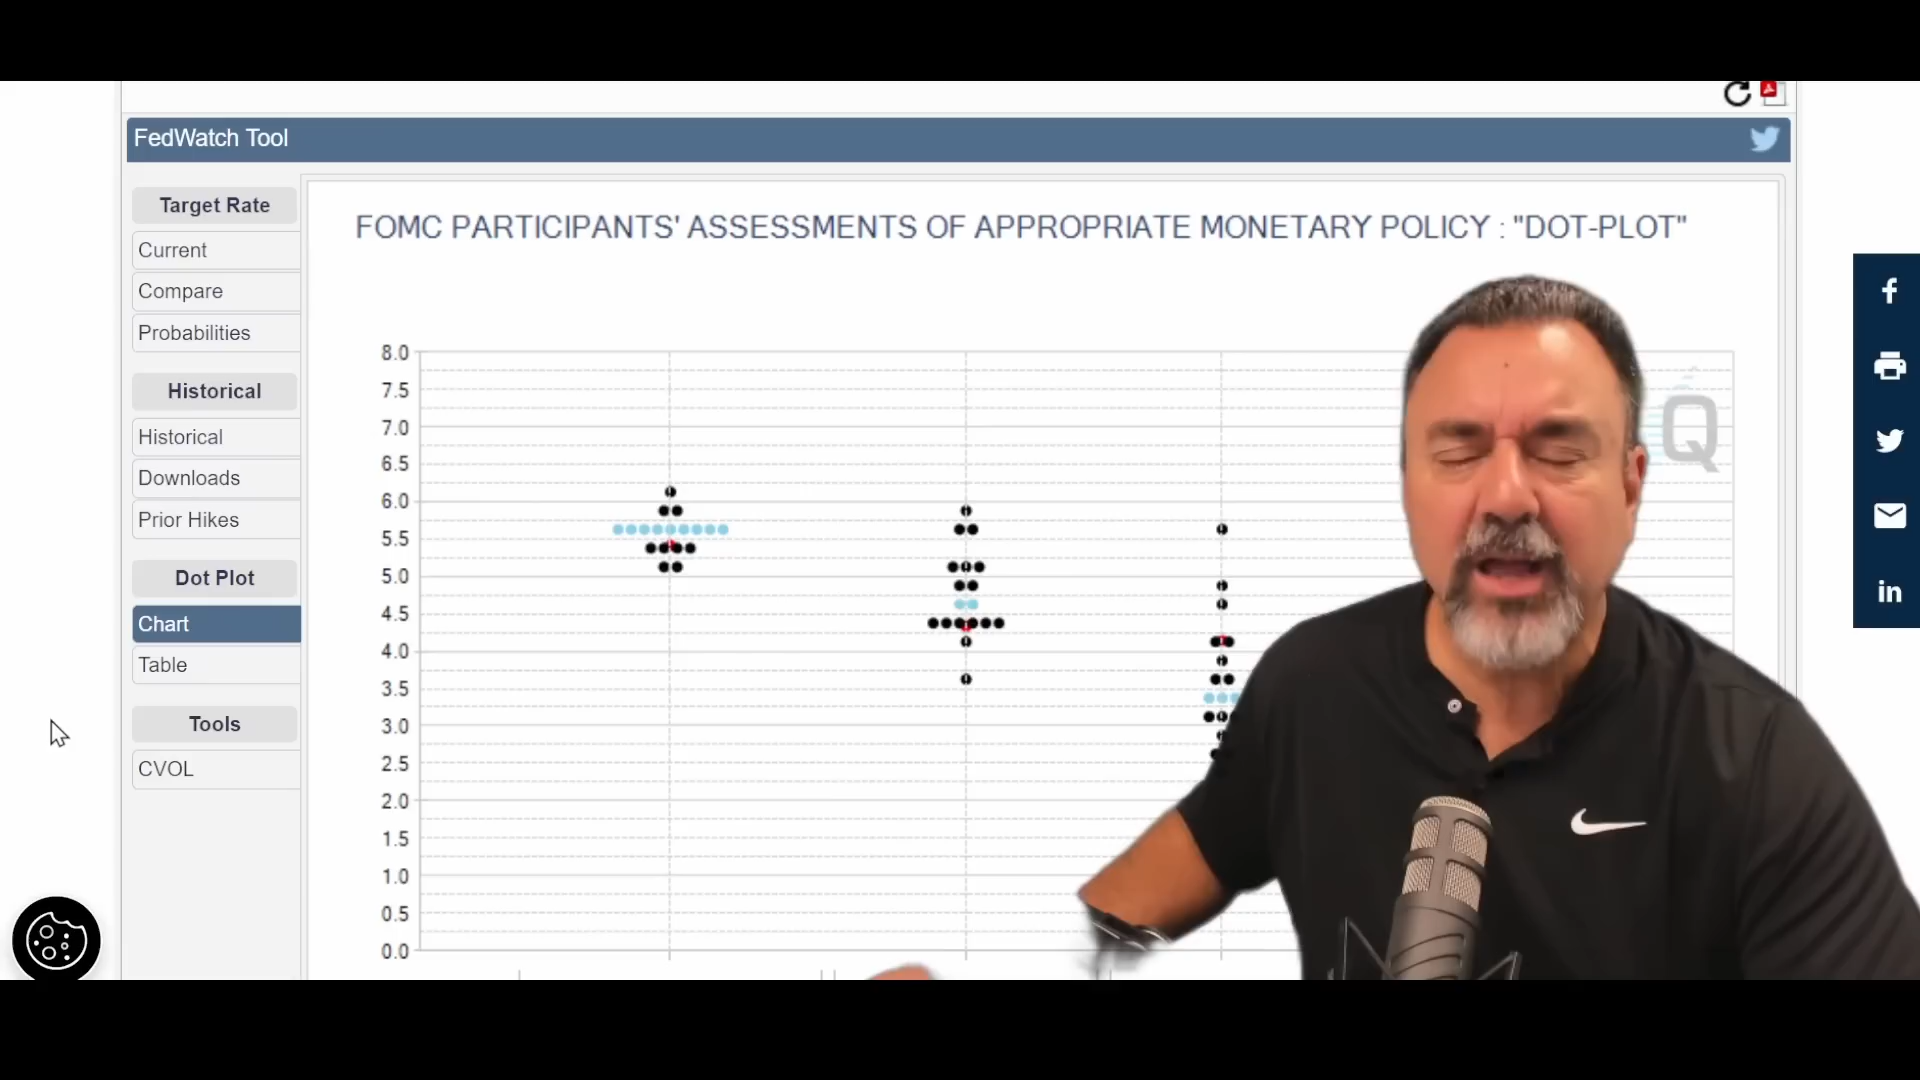 FedWatch Tool
Target Rate
Current
Compare
Probabilities
Historical
Historical
Downloads
Prior Hikes
Dot Plot
Chart
Table
Tools
CVOL
FOMC PARTICIPANTS' ASSESSMENTS OF APPROPRIATE MONETARY POLICY : "DOT-PLOT"
8.0
7.5
7.0
6.5
6.0
5.5
5.0
4.5
4.0
3.5
3.0
2.5
2.0
1.5
1.0
0.5
0.0
Q
f
in